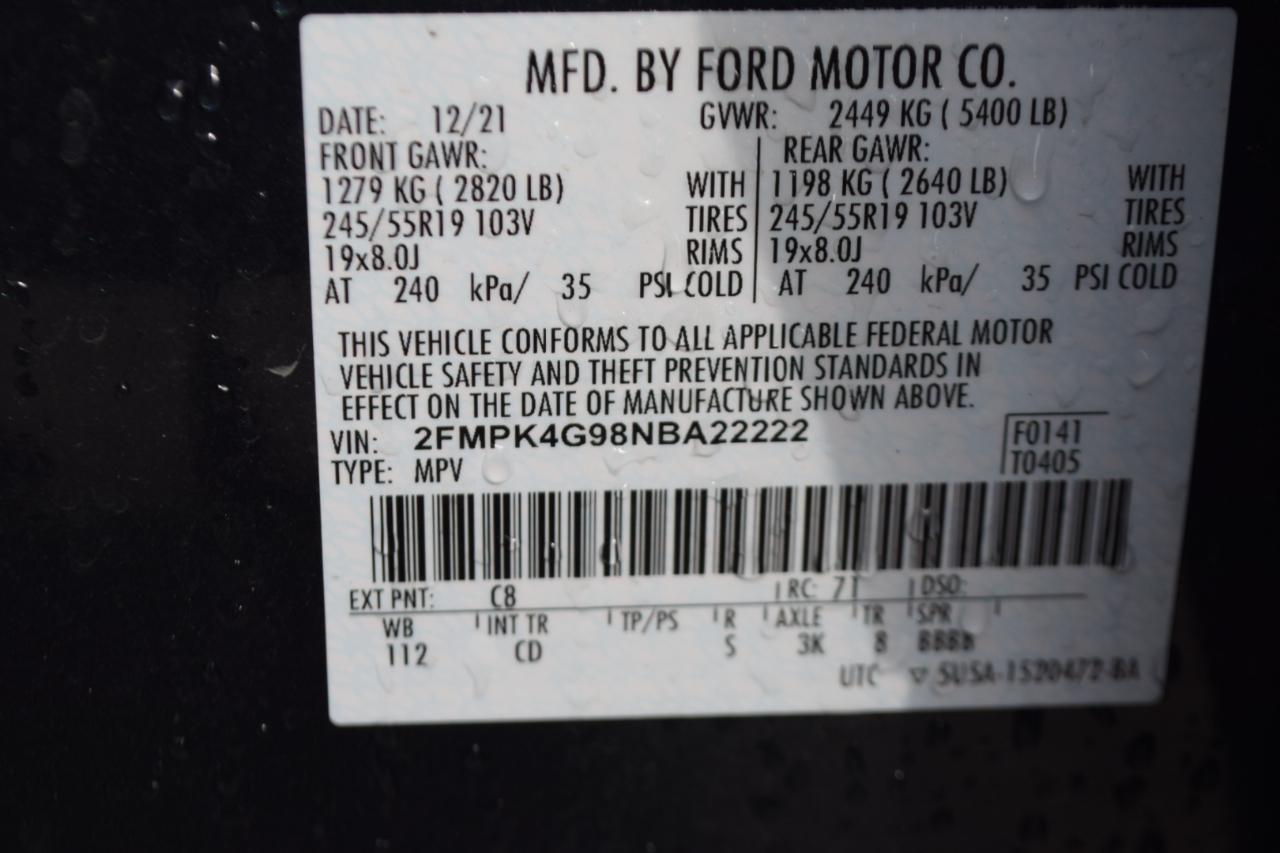 MFD. BY FORD MOTOR CO.
DATE: 12/21 GVWR: 2449 KG ( 5400 LB)
FRONT GAWR: REAR GAWR:
1279 KG ( 2820 LB) WITH 1198 KG ( 2640 LB) WITH
245/55R19 103V TIRES 245/55R19 103V TIRES
19x8.0J RIMS 19x8.0J RIMS
AT 240 kPa/ 35 PSI COLD AT 240 kPa/ 35 PSI COLD
THIS VEHICLE CONFORMS TO ALL APPLICABLE FEDERAL MOTOR
VEHICLE SAFETY AND THEFT PREVENTION STANDARDS IN
EFFECT ON THE DATE OF MANUFACTURE SHOWN ABOVE.
VIN: 2FMPK4G98NBA22222 F0141
TYPE: MPV T0405
EXT PNT: C8 RC: 71 DSO:
WB INT TR TP/PS R AXLE TR SPR
112 CD S 3K 8
UTC ▽ 5USA-1520472-BA